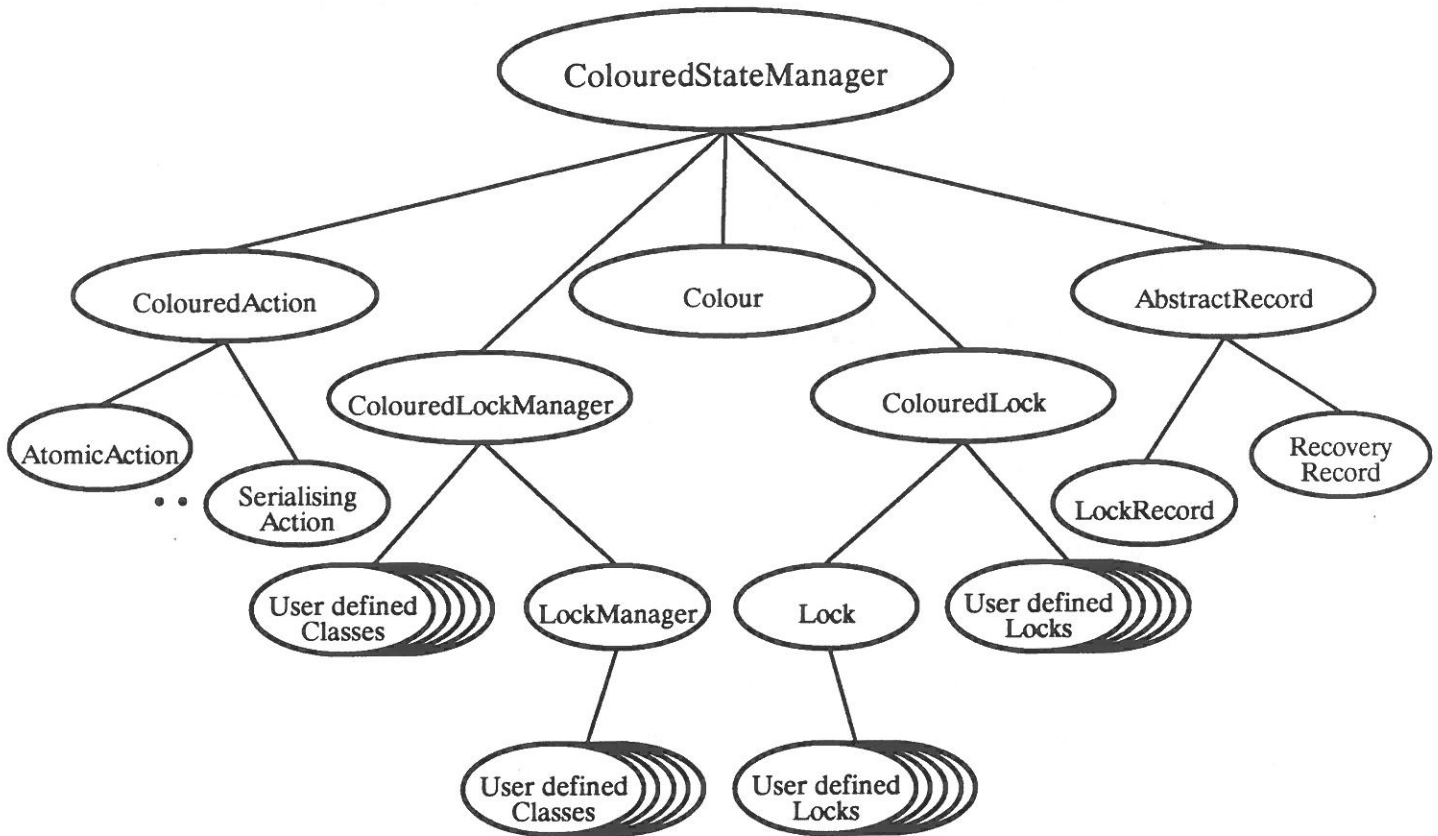 ColouredStateManager
ColouredAction
Colour
AbstractRecord
ColouredLockManager
ColouredLock
AtomicAction
Serialising
Action
LockRecord
Recovery
Record
User defined
Classes
LockManager
Lock
User defined
Locks
User defined
Classes
User defined
Locks